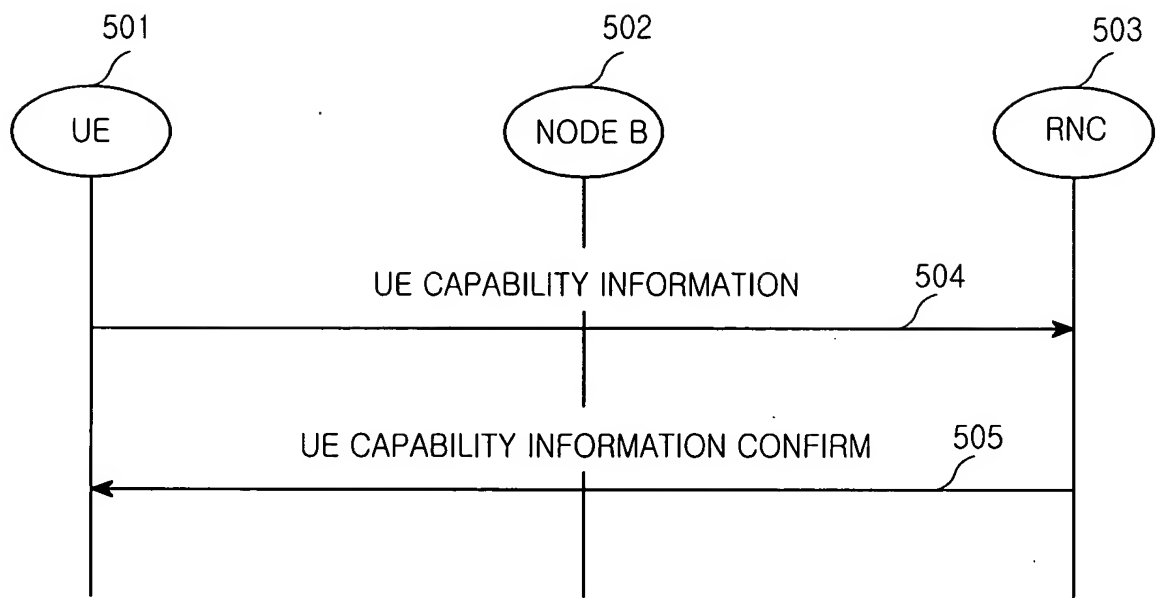 501
502
503
UE
NODE B
RNC
UE CAPABILITY INFORMATION
504
UE CAPABILITY INFORMATION CONFIRM
505